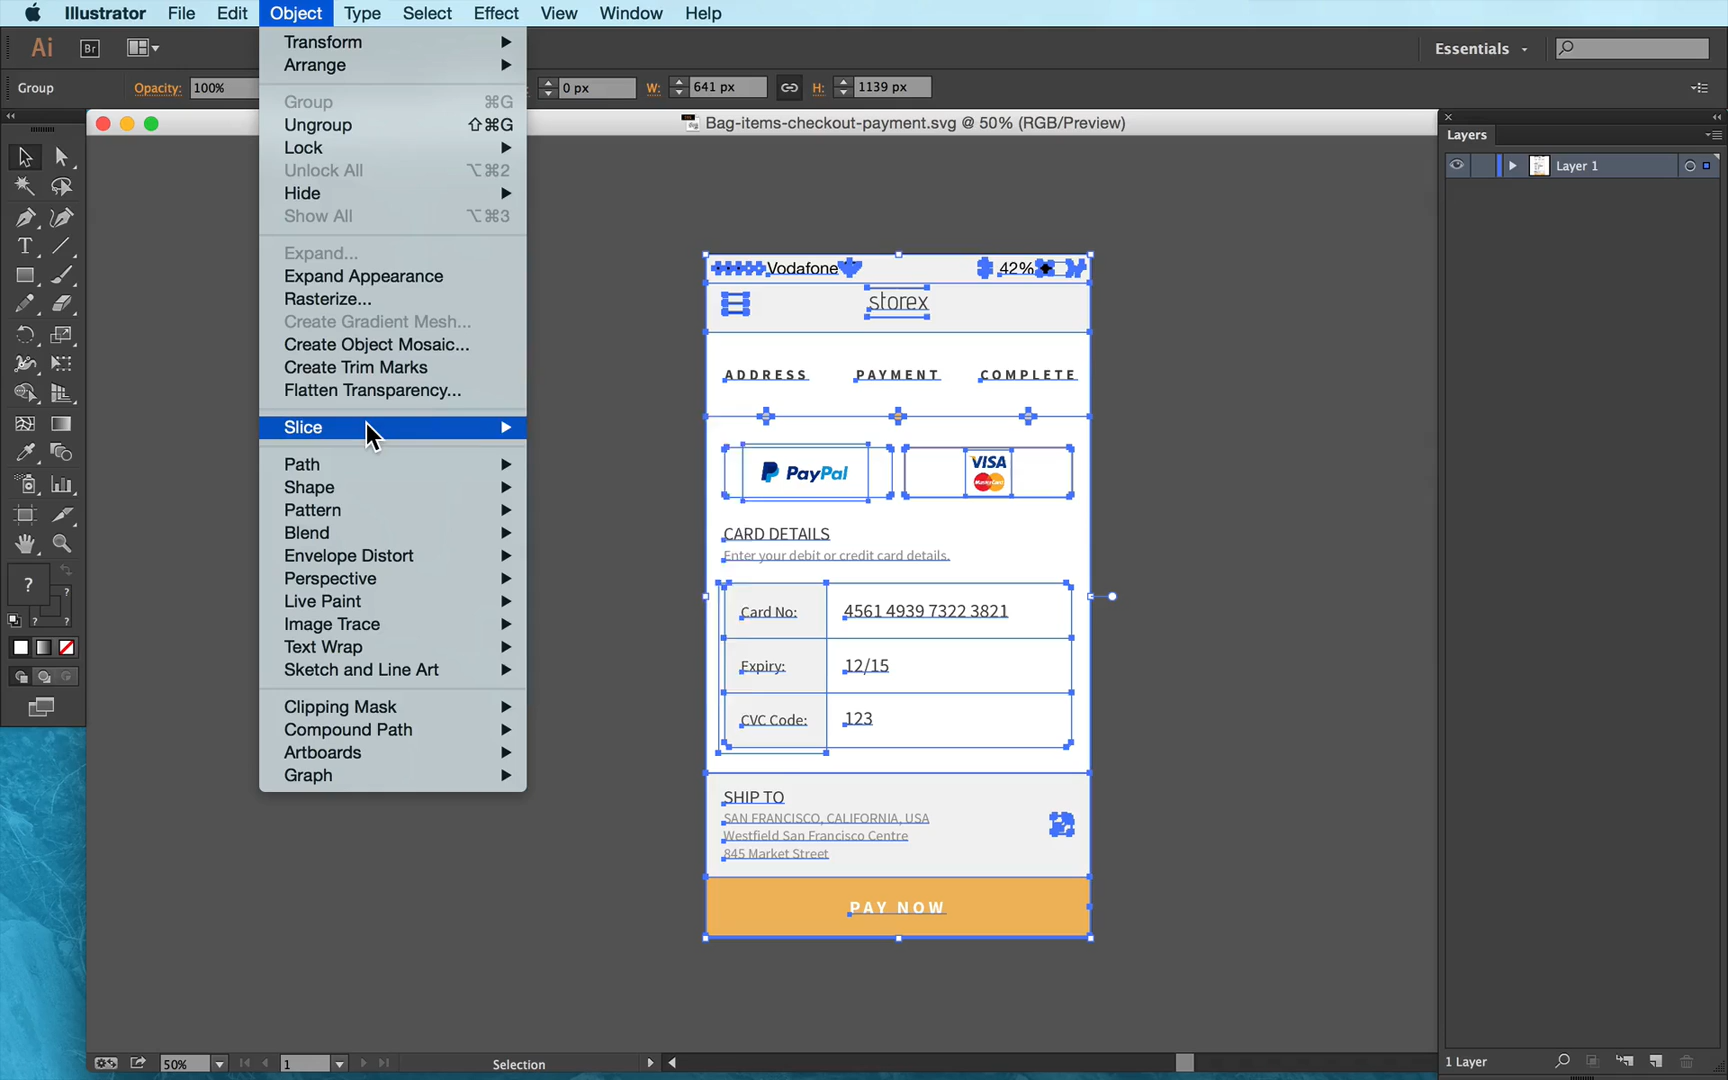 Illustrator File Edit Object Type Select Effect View Window Help
Ai Br Essentials
Group Opacity: 100% 0 px W: 641 px H: 1139 px
Bag-items-checkout-payment.svg @ 50% (RGB/Preview)
Transform
Arrange
Group ⌘G
Ungroup ⇧⌘G
Lock
Unlock All ⌥⌘2
Hide
Show All ⌥⌘3
Expand...
Expand Appearance
Rasterize...
Create Gradient Mesh...
Create Object Mosaic...
Create Trim Marks
Flatten Transparency...
Slice
Path
Shape
Pattern
Blend
Envelope Distort
Perspective
Live Paint
Image Trace
Text Wrap
Sketch and Line Art
Clipping Mask
Compound Path
Artboards
Graph
T
?
?
? ?
Vodafone 42%
storex
ADDRESS PAYMENT COMPLETE
PayPal VISA
MasterCard
CARD DETAILS
Enter your debit or credit card details.
Card No: 4561 4939 7322 3821
Expiry: 12/15
CVC Code: 123
SHIP TO
SAN FRANCISCO, CALIFORNIA, USA
Westfield San Francisco Centre
845 Market Street
PAY NOW
Layers
Layer 1
50% 1 Selection
1 Layer